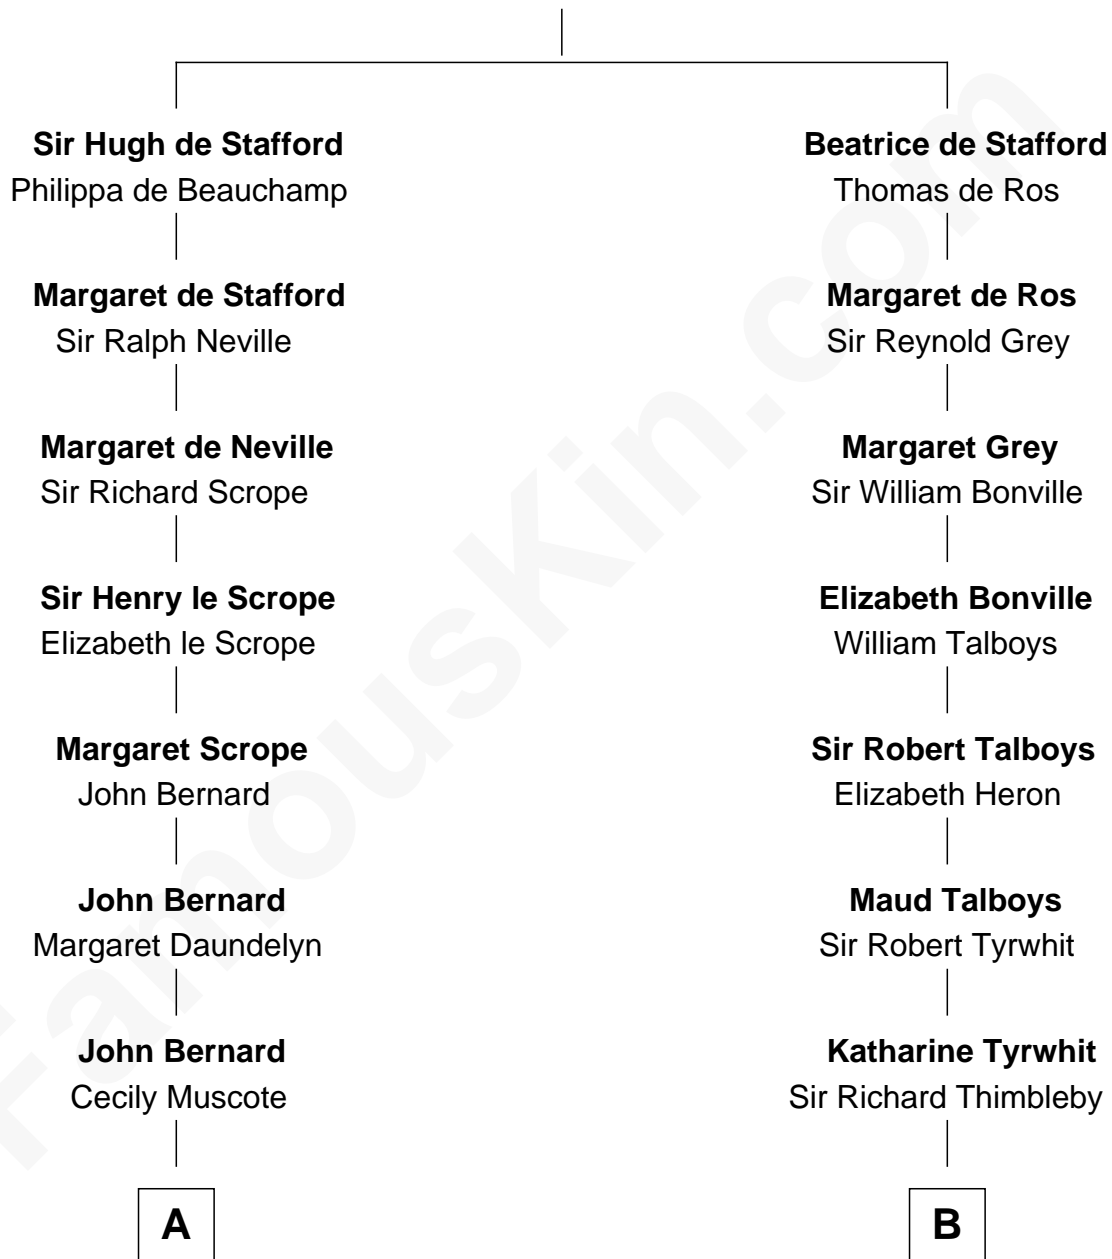 Sir Hugh de Stafford
Philippa de Beauchamp
Margaret de Stafford
Sir Ralph Neville
Margaret de Neville
Sir Richard Scrope
Sir Henry le Scrope
Elizabeth le Scrope
Margaret Scrope
John Bernard
John Bernard
Margaret Daundelyn
John Bernard
Cecily Muscote
A
Beatrice de Stafford
Thomas de Ros
Margaret de Ros
Sir Reynold Grey
Margaret Grey
Sir William Bonville
Elizabeth Bonville
William Talboys
Sir Robert Talboys
Elizabeth Heron
Maud Talboys
Sir Robert Tyrwhit
Katharine Tyrwhit
Sir Richard Thimbleby
B
FamousKin.com